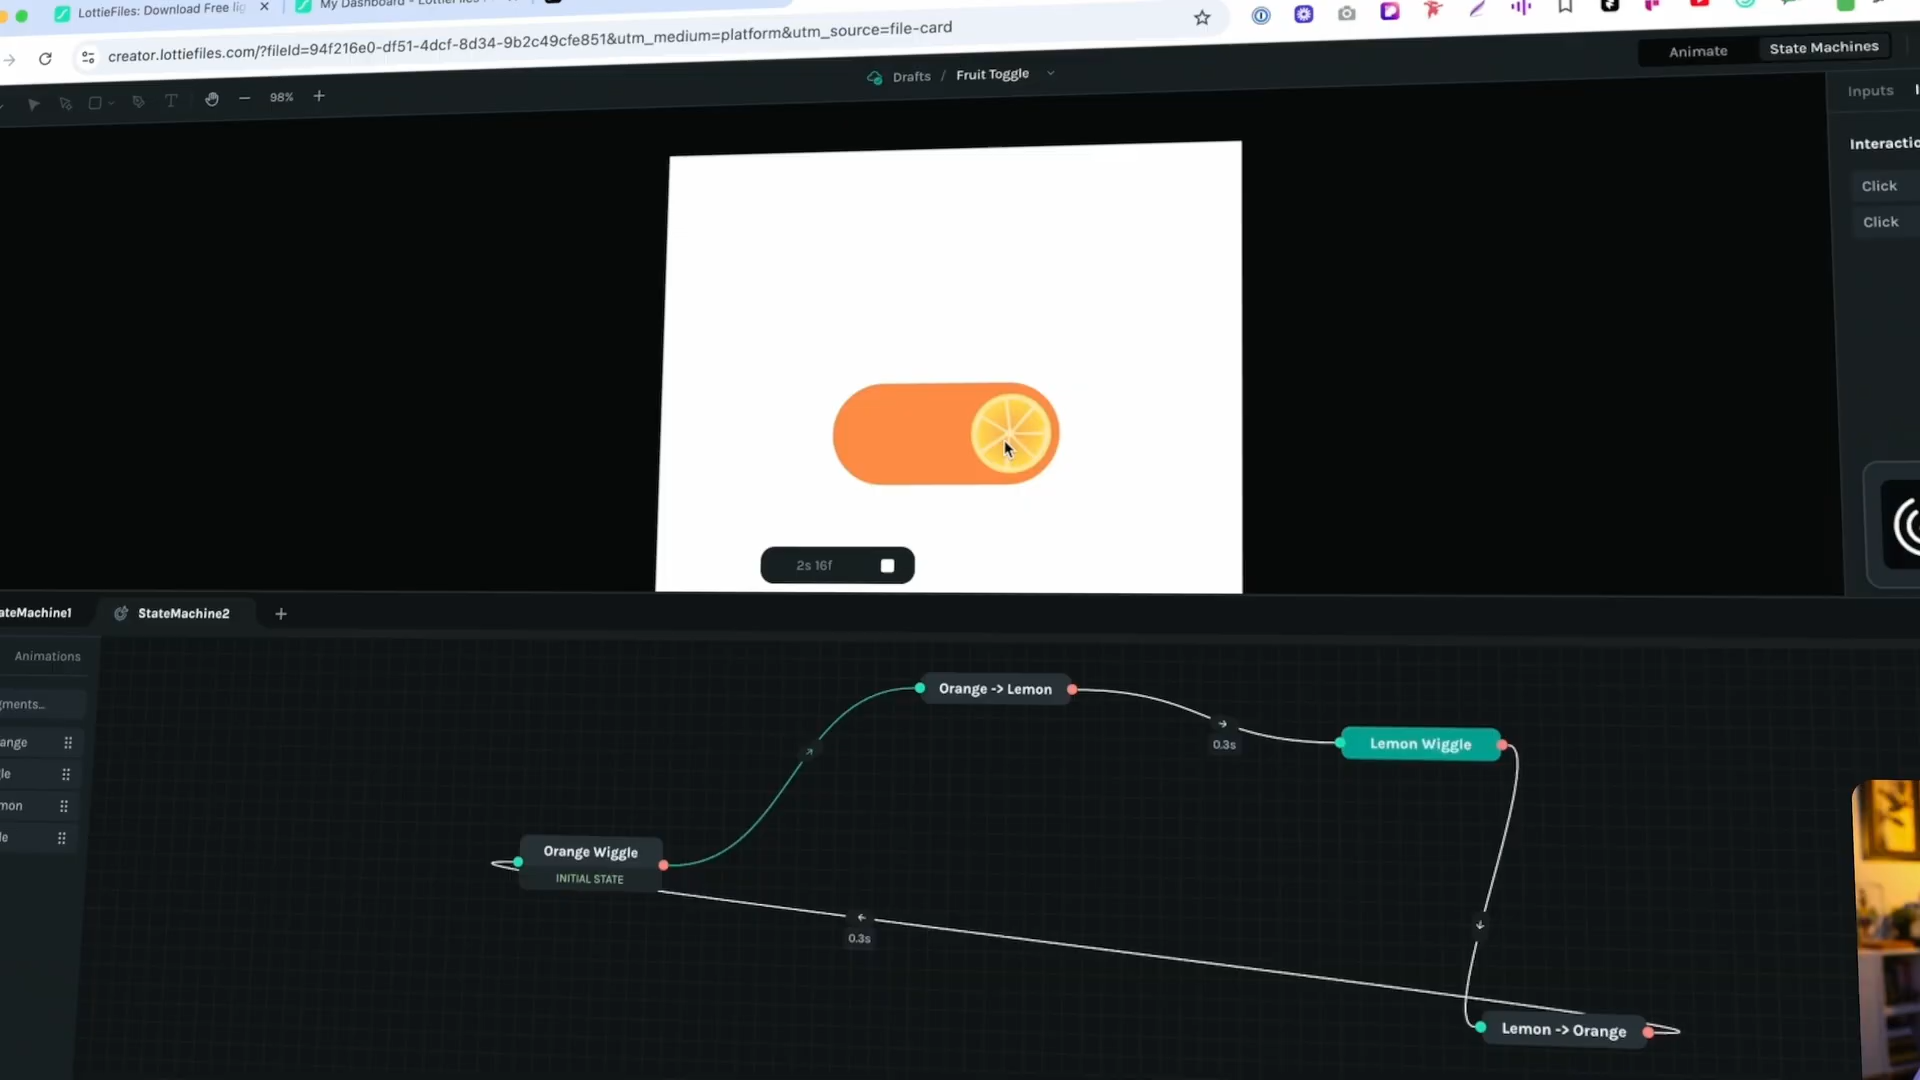 LottieFiles: Download Free lig
My Dashboard - LottieFiles
creator.lottiefiles.com/?fileId=94f216e0-df51-4dcf-8d34-9b2c49cfe851&utm_medium=platform&utm_source=file-card
Drafts / Fruit Toggle
Animate
State Machines
98%
Inputs
Interactio
Click
Click
2s 16f
ateMachine1
StateMachine2
Animations
gments...
ange
gle
mon
le
Orange -> Lemon
0.3s
Lemon Wiggle
Orange Wiggle
INITIAL STATE
0.3s
Lemon -> Orange